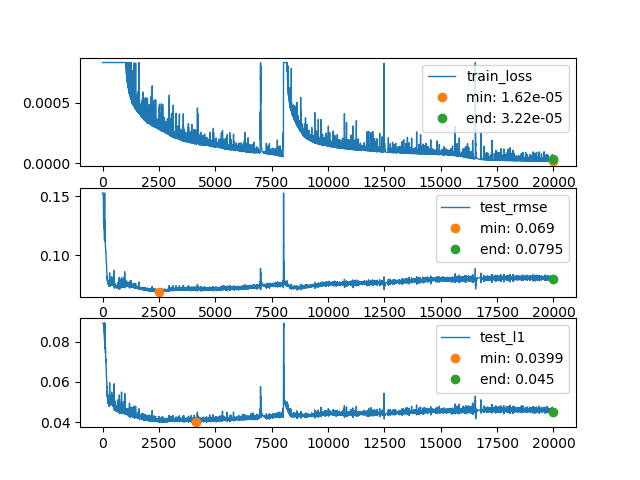 0.0005
0.0000
train_loss
min: 1.62e-05
end: 3.22e-05
0 2500 5000 7500 10000 12500 15000 17500 20000
0.15
0.10
test_rmse
min: 0.069
end: 0.0795
0 2500 5000 7500 10000 12500 15000 17500 20000
0.08
0.06
0.04
test_l1
min: 0.0399
end: 0.045
0 2500 5000 7500 10000 12500 15000 17500 20000